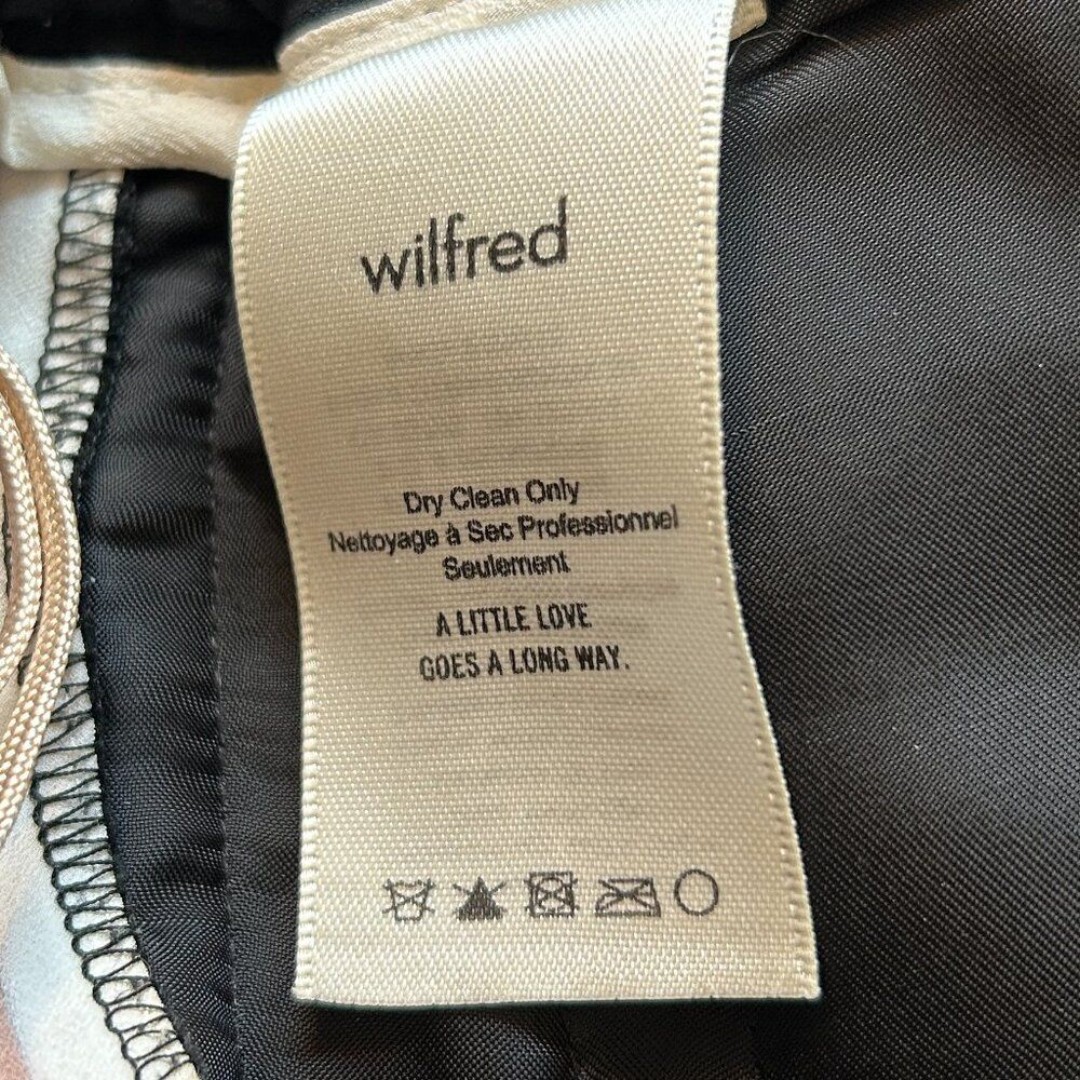 wilfred
Dry Clean Only
Nettoyage à Sec Professionnel
Seulement
A LITTLE LOVE
GOES A LONG WAY.